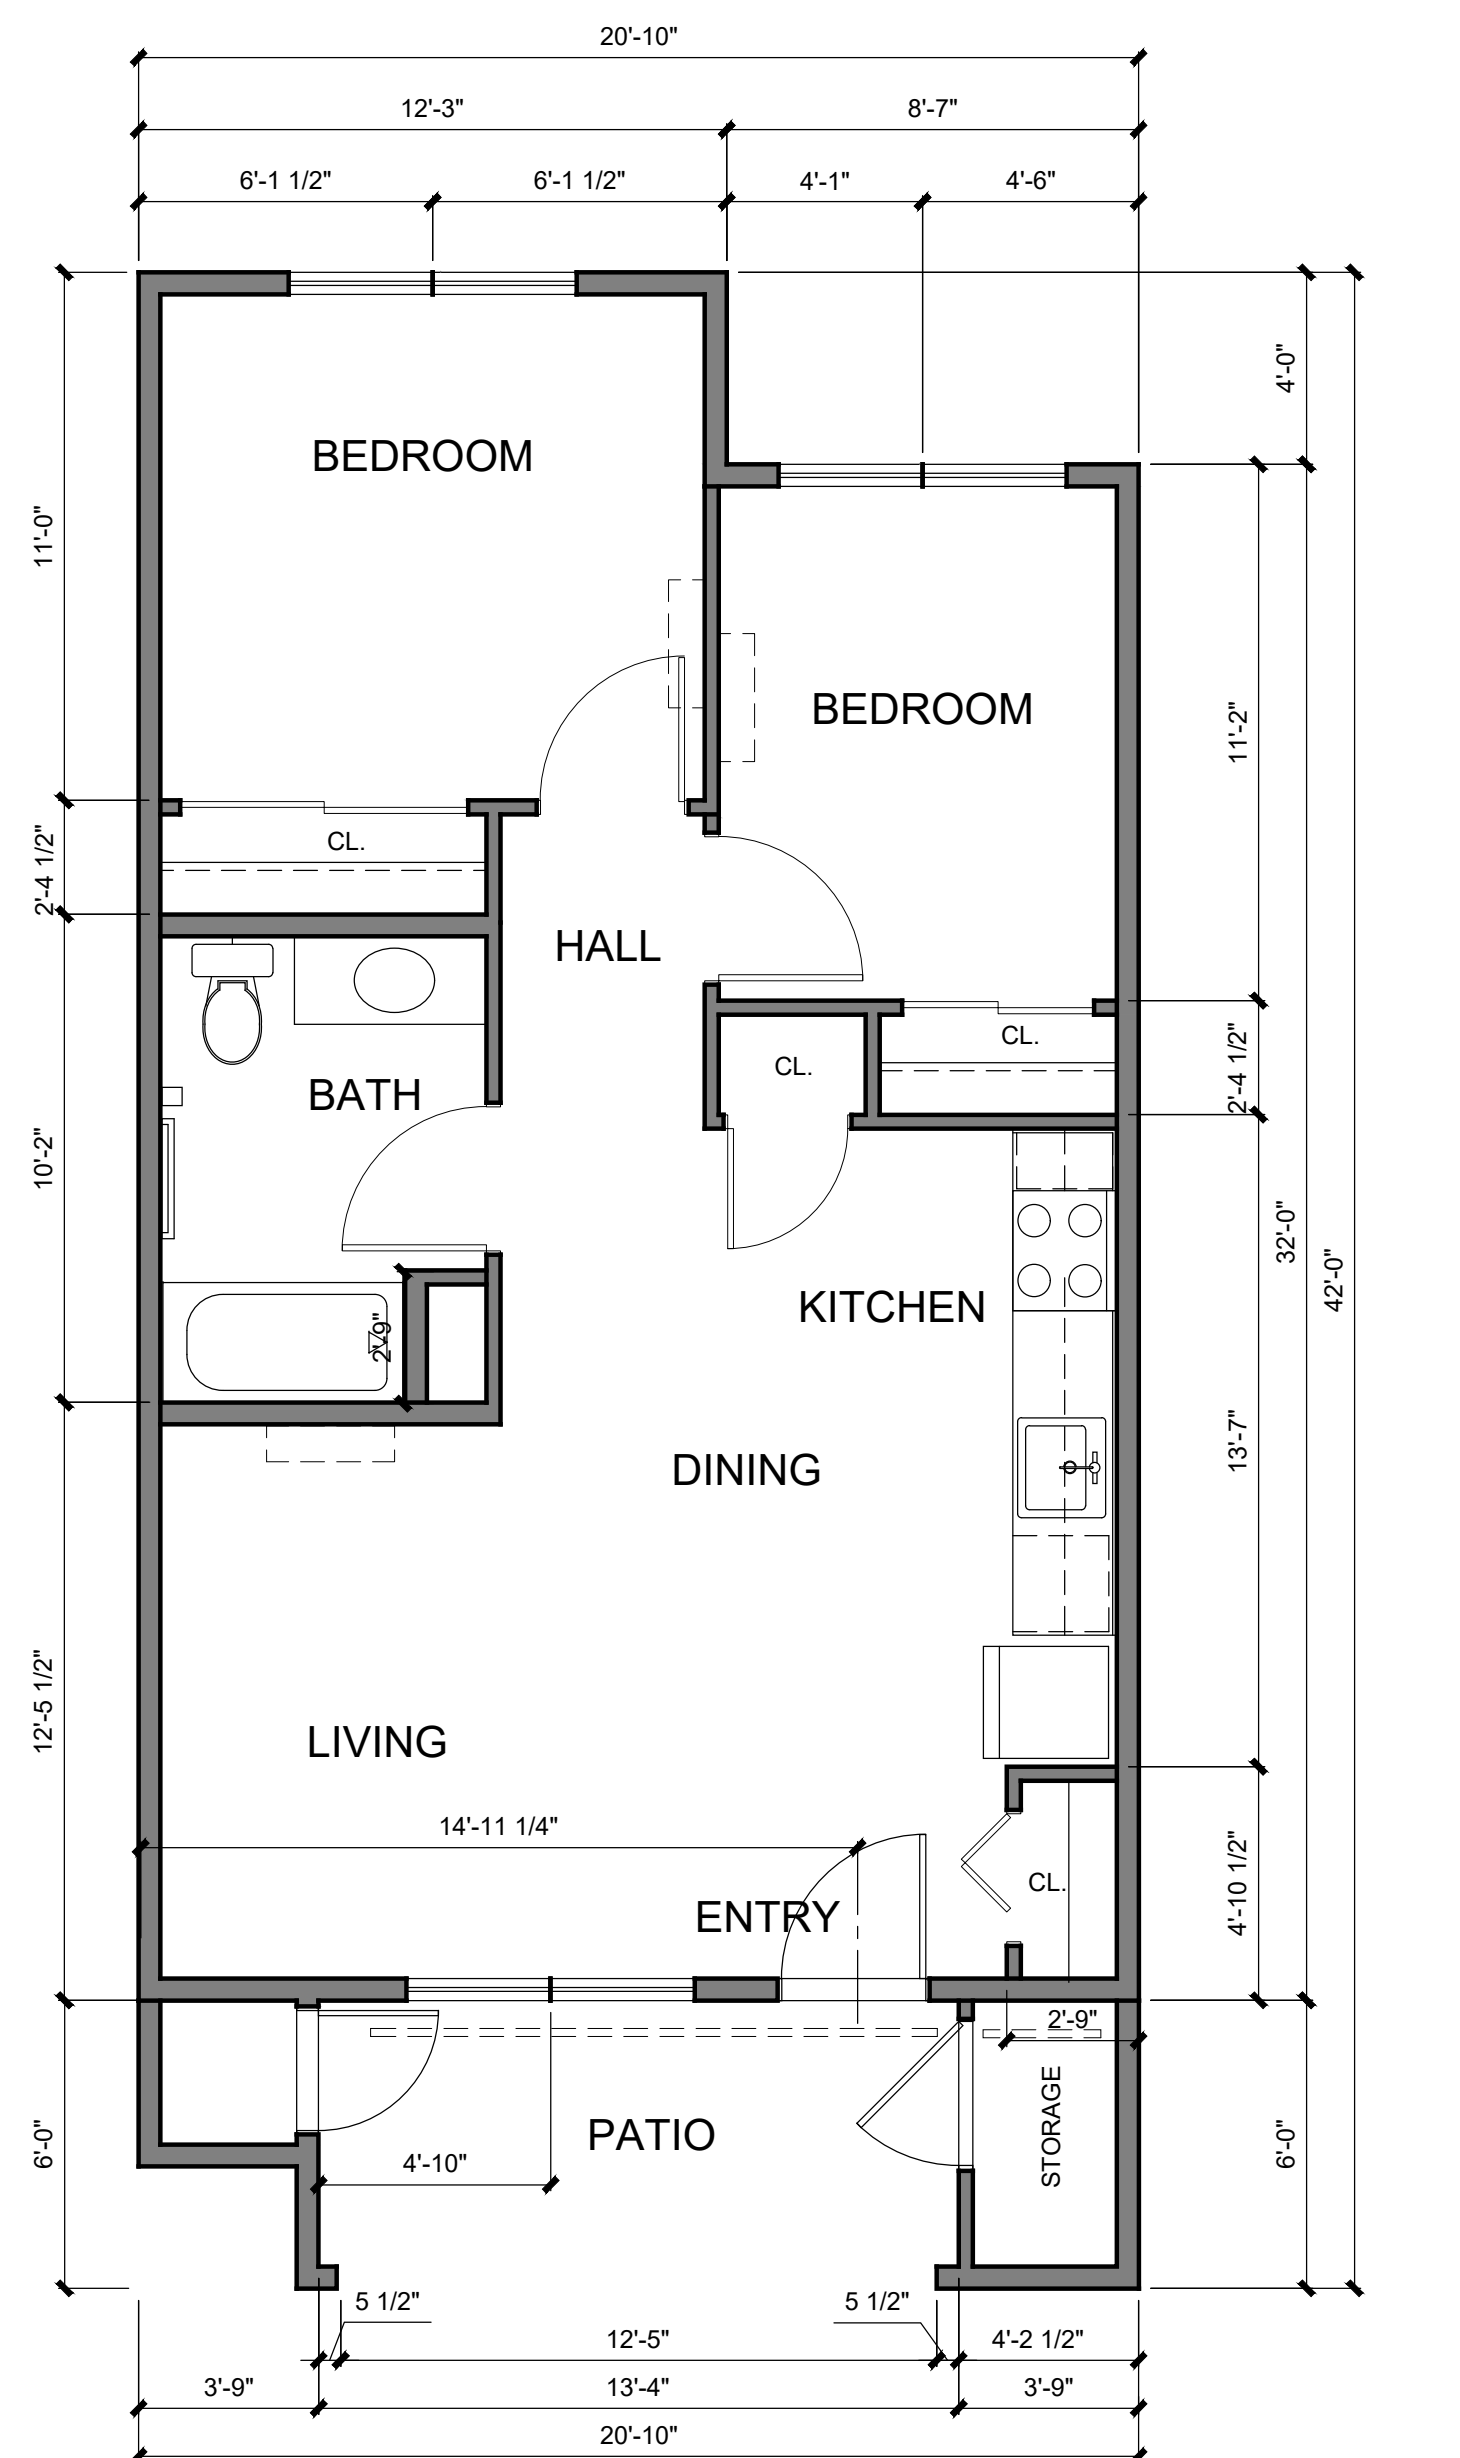 20'-10"
12'-3"
8'-7"
6'-1 1/2"
6'-1 1/2"
4'-1"
4'-6"
4'-0"
BEDROOM
11'-0"
BEDROOM
11'-2"
CL.
2'-4 1/2"
HALL
CL.
CL.
2'-4 1/2"
BATH
10'-2"
32'-0"
42'-0"
KITCHEN
2'-9"
13'-7"
DINING
12'-5 1/2"
LIVING
14'-11 1/4"
CL.
4'-10 1/2"
ENTRY
2'-9"
STORAGE
PATIO
6'-0"
6'-0"
4'-10"
5 1/2"
5 1/2"
12'-5"
4'-2 1/2"
3'-9"
13'-4"
3'-9"
20'-10"